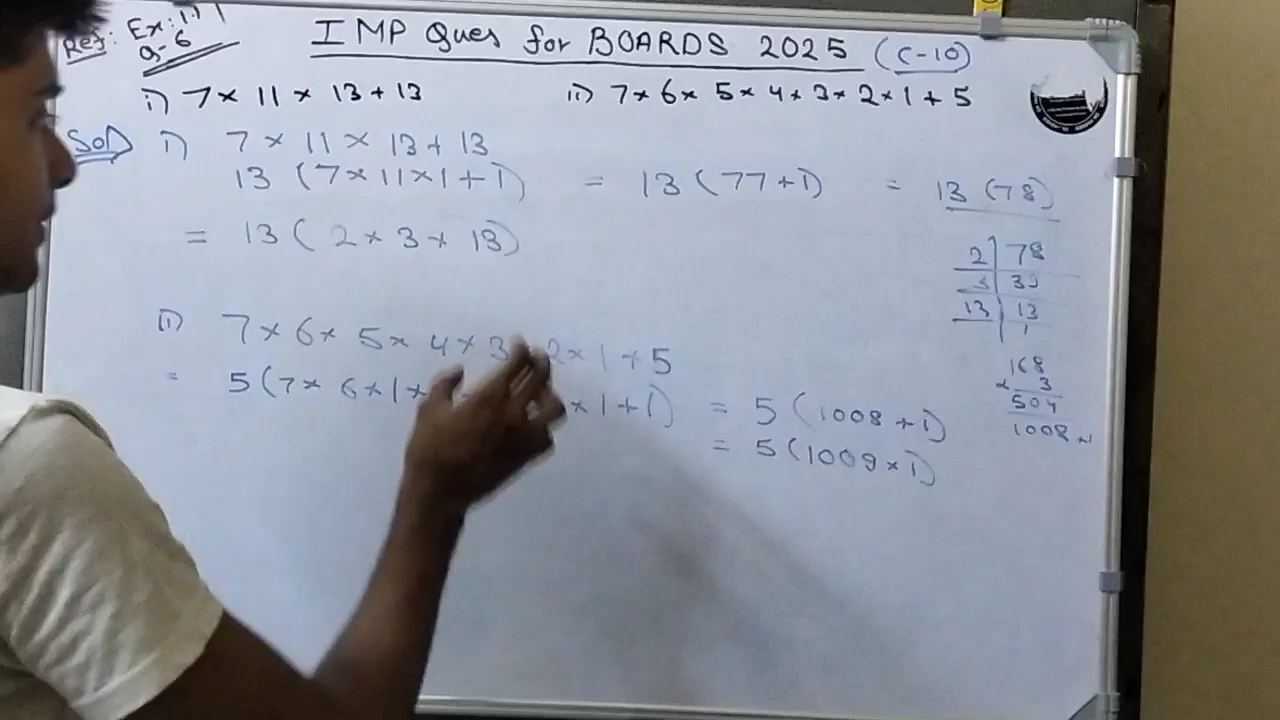 Ref: Ex: 1.1
Q-6
IMP Ques for BOARDS 2025 (C-10)
i) 7 × 11 × 13 + 13
ii) 7 × 6 × 5 × 4 × 3 × 2 × 1 + 5
Sol i) 7 × 11 × 13 + 13
13 (7 × 11 × 1 + 1) = 13 (77 + 1) = 13 (78)
= 13 ( 2 × 3 × 13)
2 | 78
3 | 39
13 | 13
1
ii) 7 × 6 × 5 × 4 × 3 × 2 × 1 + 5
= 5 (7 × 6 × 1 × × 1 + 1) = 5 (1008 + 1)
= 5 (1009 × 1)
168
× 3
504
1008